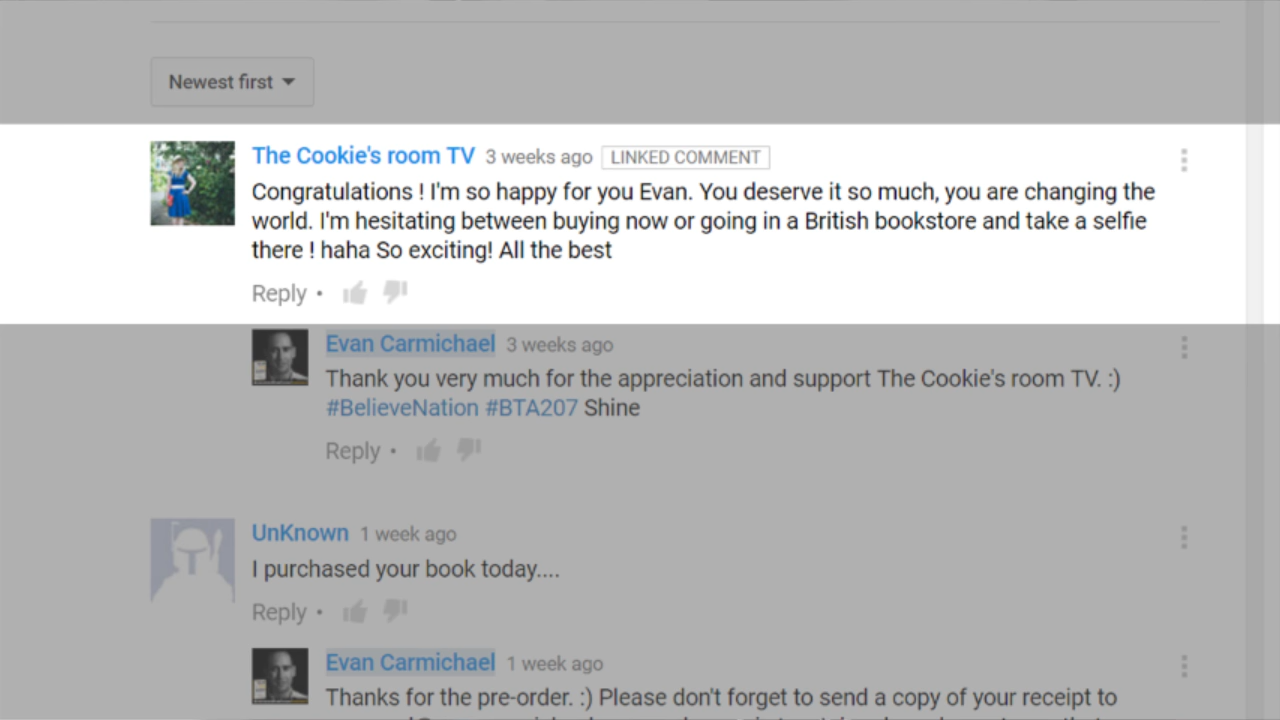 Newest first
The Cookie's room TV 3 weeks ago LINKED COMMENT
Congratulations ! I'm so happy for you Evan. You deserve it so much, you are changing the
world. I'm hesitating between buying now or going in a British bookstore and take a selfie
there ! haha So exciting! All the best
Reply •
Evan Carmichael 3 weeks ago
Thank you very much for the appreciation and support The Cookie's room TV. :)
#BelieveNation #BTA207 Shine
Reply •
UnKnown 1 week ago
I purchased your book today....
Reply •
Evan Carmichael 1 week ago
Thanks for the pre-order. :) Please don't forget to send a copy of your receipt to